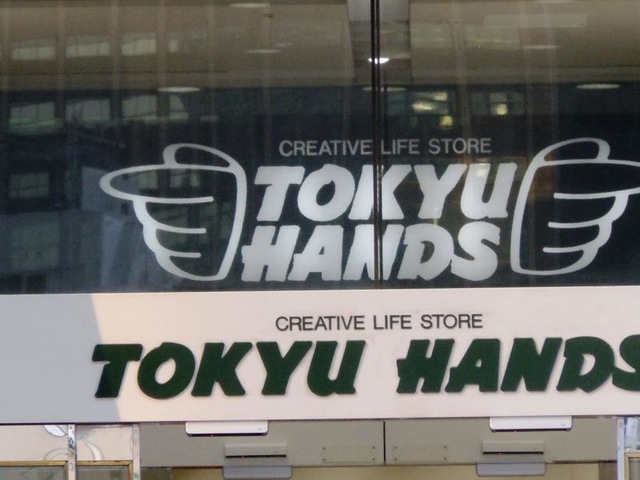 CREATIVE LIFE STORE
TOKYU
HANDS
CREATIVE LIFE STORE
TOKYU HANDS